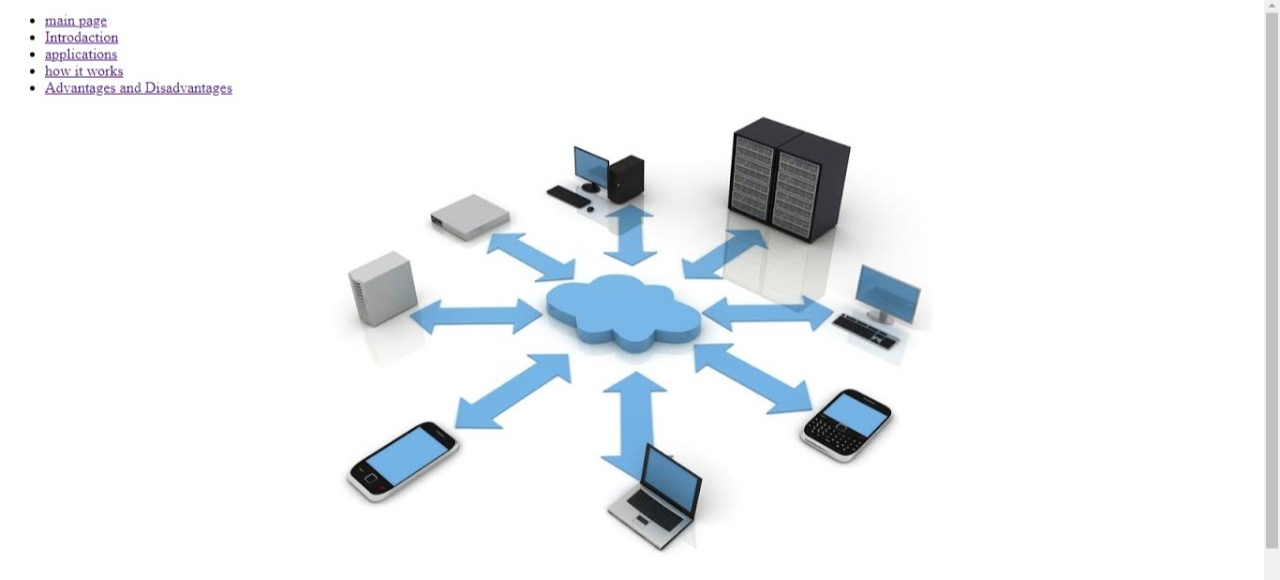 main page
Introdaction
applications
how it works
Advantages and Disadvantages